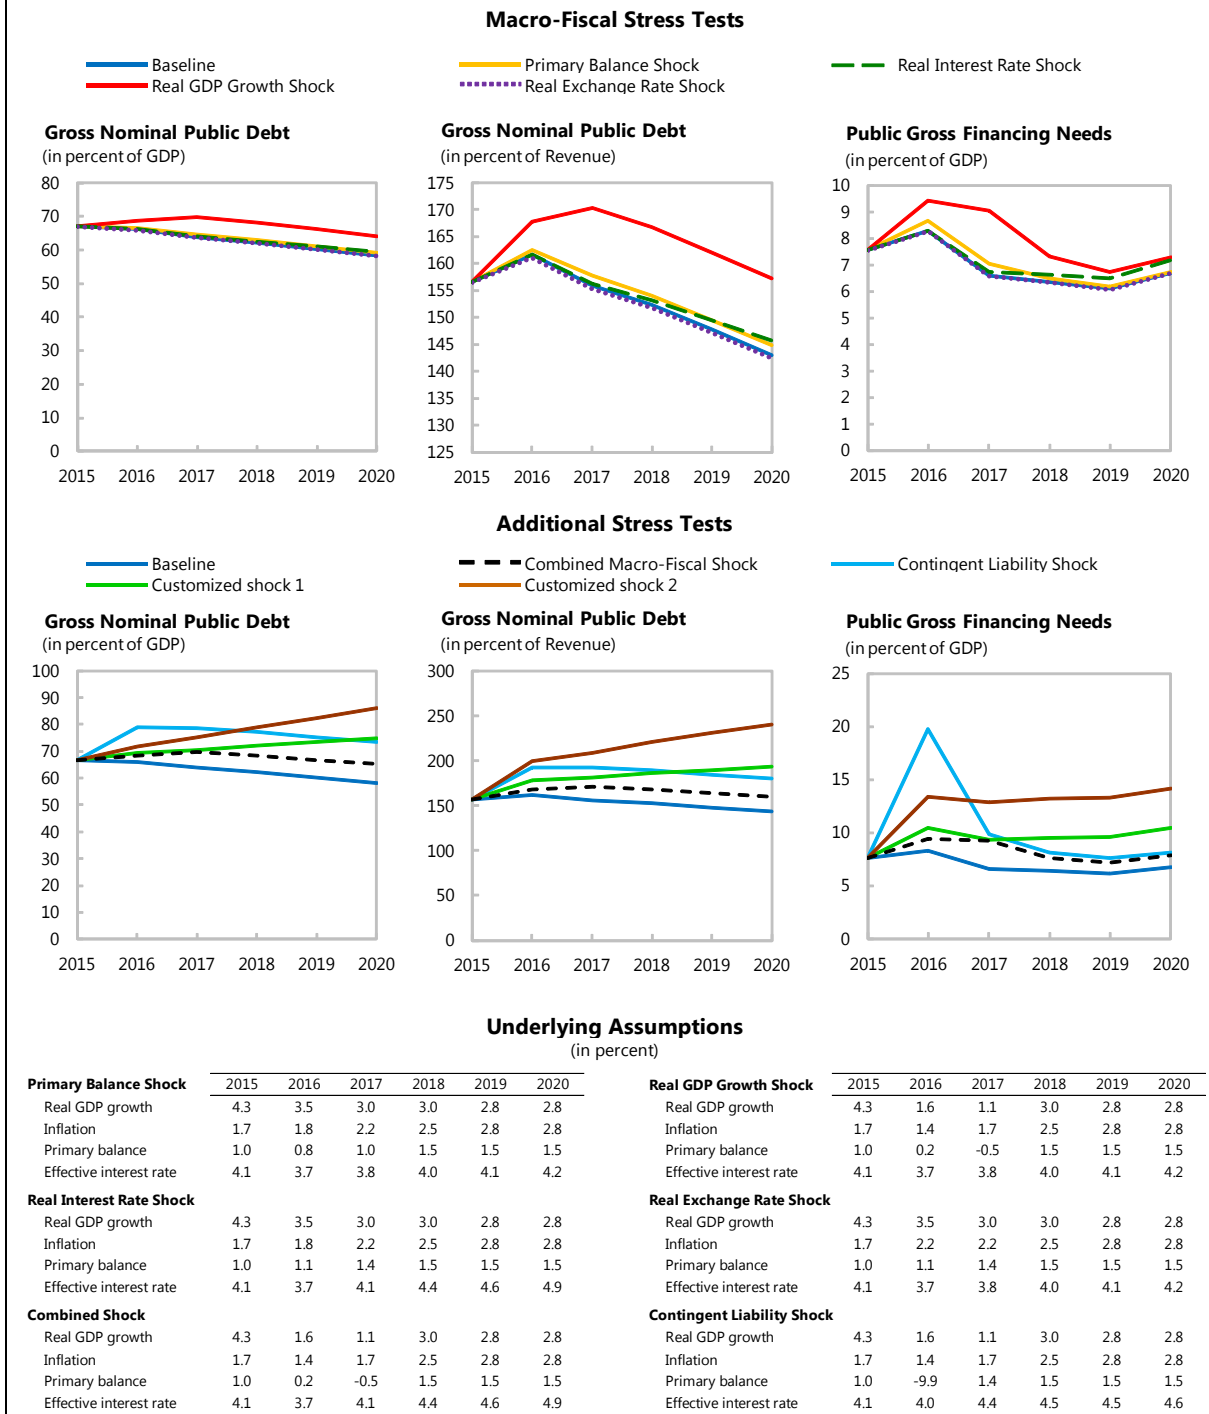 Macro-Fiscal Stress Tests
Baseline Primary Balance Shock Real Interest Rate Shock
Real GDP Growth Shock Real Exchange Rate Shock
Gross Nominal Public Debt
(in percent of GDP)
80
70
60
50
40
30
20
10
0
2015 2016 2017 2018 2019 2020
Gross Nominal Public Debt
(in percent of Revenue)
175
170
165
160
155
150
145
140
135
130
125
2015 2016 2017 2018 2019 2020
Public Gross Financing Needs
(in percent of GDP)
10
9
8
7
6
5
4
3
2
1
0
2015 2016 2017 2018 2019 2020
Additional Stress Tests
Baseline Combined Macro-Fiscal Shock Contingent Liability Shock
Customized shock 1 Customized shock 2
Gross Nominal Public Debt
(in percent of GDP)
100
90
80
70
60
50
40
30
20
10
0
2015 2016 2017 2018 2019 2020
Gross Nominal Public Debt
(in percent of Revenue)
300
250
200
150
100
50
0
2015 2016 2017 2018 2019 2020
Public Gross Financing Needs
(in percent of GDP)
25
20
15
10
5
0
2015 2016 2017 2018 2019 2020
Underlying Assumptions
(in percent)
Primary Balance Shock 2015 2016 2017 2018 2019 2020
Real GDP growth 4.3 3.5 3.0 3.0 2.8 2.8
Inflation 1.7 1.8 2.2 2.5 2.8 2.8
Primary balance 1.0 0.8 1.0 1.5 1.5 1.5
Effective interest rate 4.1 3.7 3.8 4.0 4.1 4.2
Real Interest Rate Shock
Real GDP growth 4.3 3.5 3.0 3.0 2.8 2.8
Inflation 1.7 1.8 2.2 2.5 2.8 2.8
Primary balance 1.0 1.1 1.4 1.5 1.5 1.5
Effective interest rate 4.1 3.7 4.1 4.4 4.6 4.9
Combined Shock
Real GDP growth 4.3 1.6 1.1 3.0 2.8 2.8
Inflation 1.7 1.4 1.7 2.5 2.8 2.8
Primary balance 1.0 0.2 -0.5 1.5 1.5 1.5
Effective interest rate 4.1 3.7 4.1 4.4 4.6 4.9
Real GDP Growth Shock 2015 2016 2017 2018 2019 2020
Real GDP growth 4.3 1.6 1.1 3.0 2.8 2.8
Inflation 1.7 1.4 1.7 2.5 2.8 2.8
Primary balance 1.0 0.2 -0.5 1.5 1.5 1.5
Effective interest rate 4.1 3.7 3.8 4.0 4.1 4.2
Real Exchange Rate Shock
Real GDP growth 4.3 3.5 3.0 3.0 2.8 2.8
Inflation 1.7 2.2 2.2 2.5 2.8 2.8
Primary balance 1.0 1.1 1.4 1.5 1.5 1.5
Effective interest rate 4.1 3.7 3.8 4.0 4.1 4.2
Contingent Liability Shock
Real GDP growth 4.3 1.6 1.1 3.0 2.8 2.8
Inflation 1.7 1.4 1.7 2.5 2.8 2.8
Primary balance 1.0 -9.9 1.4 1.5 1.5 1.5
Effective interest rate 4.1 4.0 4.4 4.5 4.5 4.6